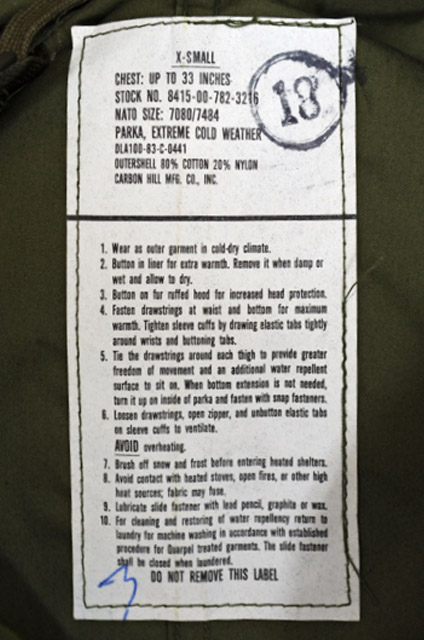 X-SMALL
CHEST: UP TO 33 INCHES
STOCK NO. 8415-00-782-3216
NATO SIZE: 7080/7484
PARKA, EXTREME COLD WEATHER
DLA100-83-C-0441
OUTERSHELL 80% COTTON 20% NYLON
CARBON HILL MFG. CO., INC.
18
1. Wear as outer garment in cold-dry climate.
2. Button in liner for extra warmth. Remove it when damp or
wet and allow to dry.
3. Button on fur ruffed hood for increased head protection.
4. Fasten drawstrings at waist and bottom for maximum
warmth. Tighten sleeve cuffs by drawing elastic tabs tightly
around wrists and buttoning tabs.
5. Tie the drawstrings around each thigh to provide greater
freedom of movement and an additional water repellent
surface to sit on. When bottom extension is not needed,
turn it up on inside of parka and fasten with snap fasteners.
6. Loosen drawstrings, open zipper, and unbutton elastic tabs
on sleeve cuffs to ventilate.
AVOID overheating.
7. Brush off snow and frost before entering heated shelters.
8. Avoid contact with heated stoves, open fires, or other high
heat sources; fabric may fuse.
9. Lubricate slide fastener with lead pencil, graphite or wax.
10. For cleaning and restoring of water repellency return to
laundry for machine washing in accordance with established
procedure for Quarpel treated garments. The slide fastener
shall be closed when laundered.
DO NOT REMOVE THIS LABEL